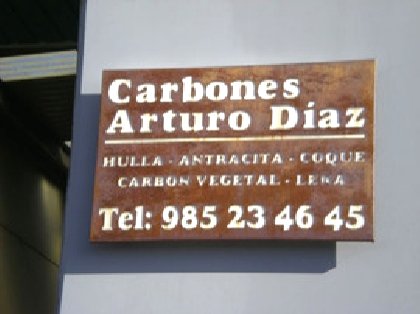 Carbones
Arturo Díaz
HULLA - ANTRACITA - COQUE
CARBON VEGETAL - LEÑA
Tel: 985 23 46 45